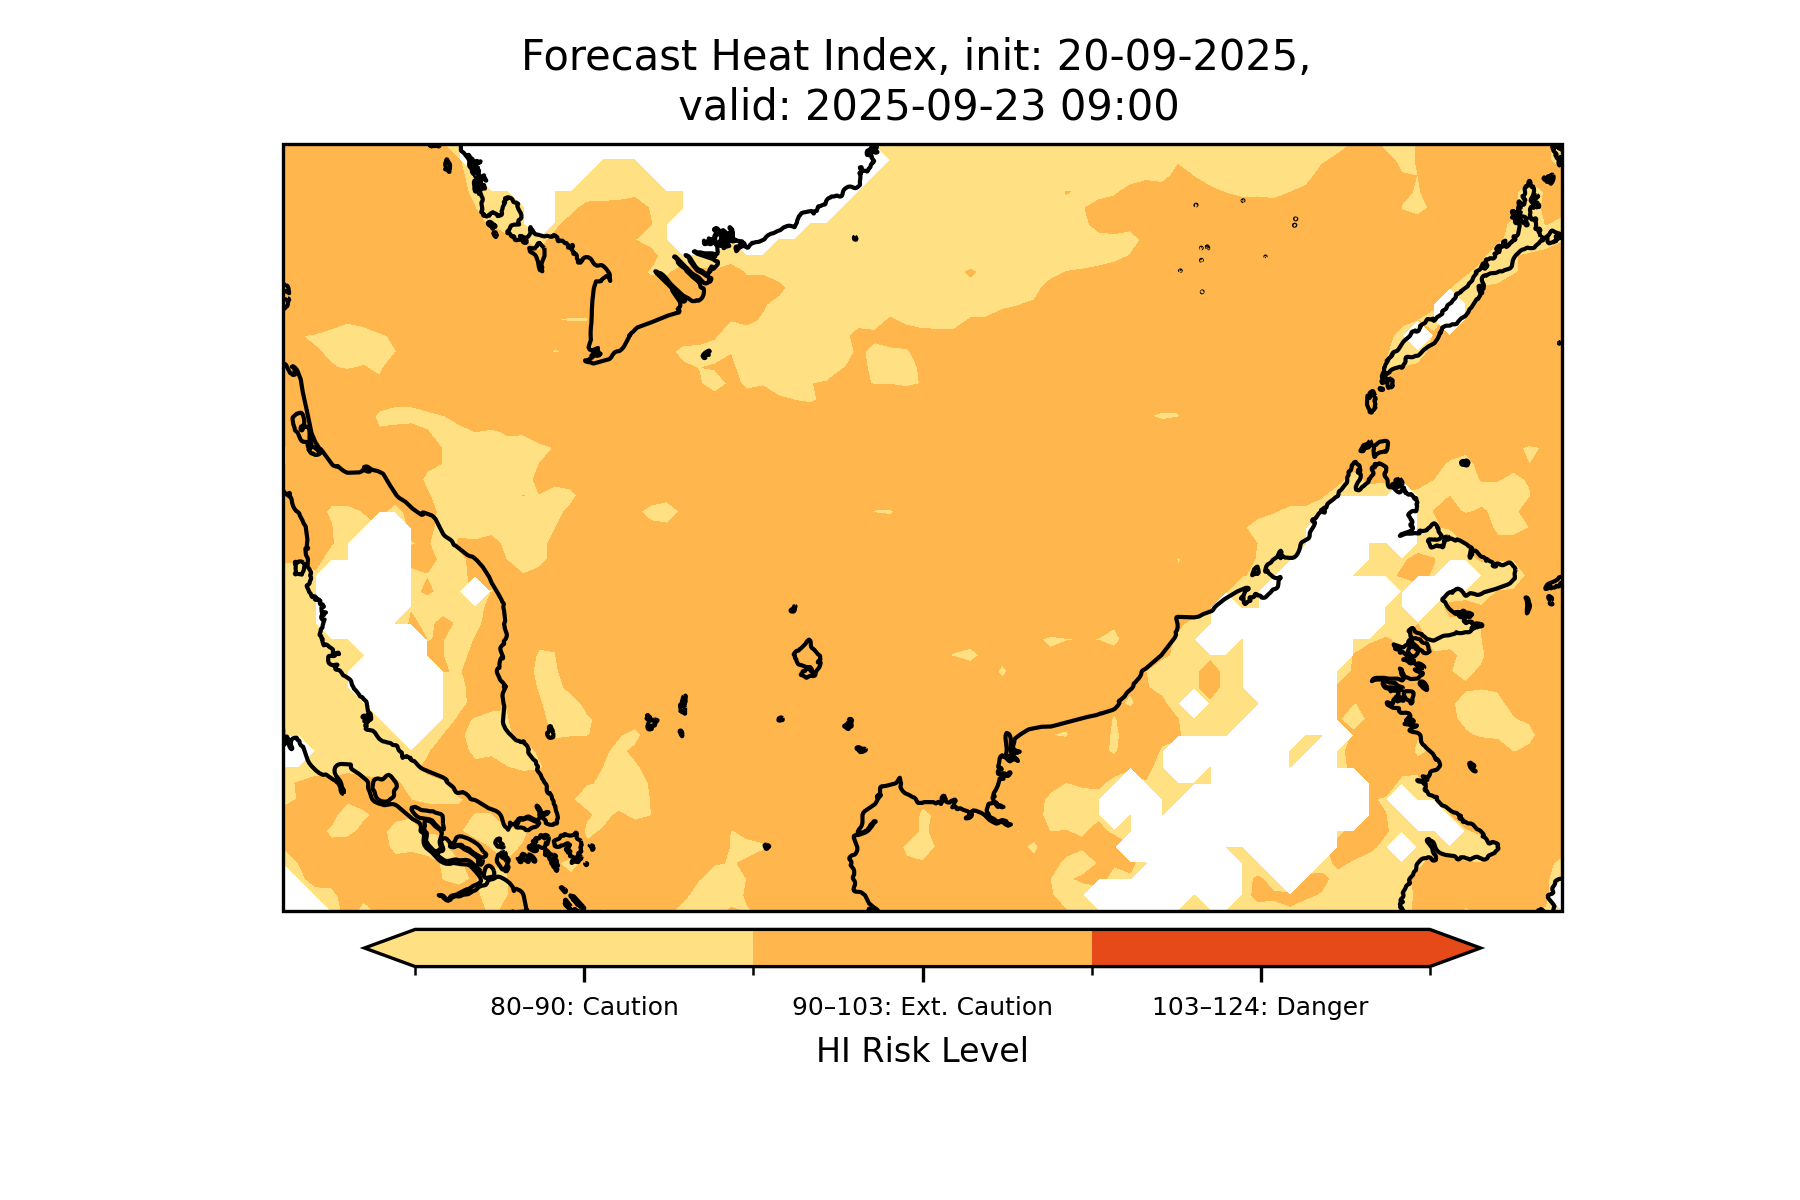 Forecast Heat Index, init: 20-09-2025,
valid: 2025-09-23 09:00
80–90: Caution
90–103: Ext. Caution
103–124: Danger
HI Risk Level